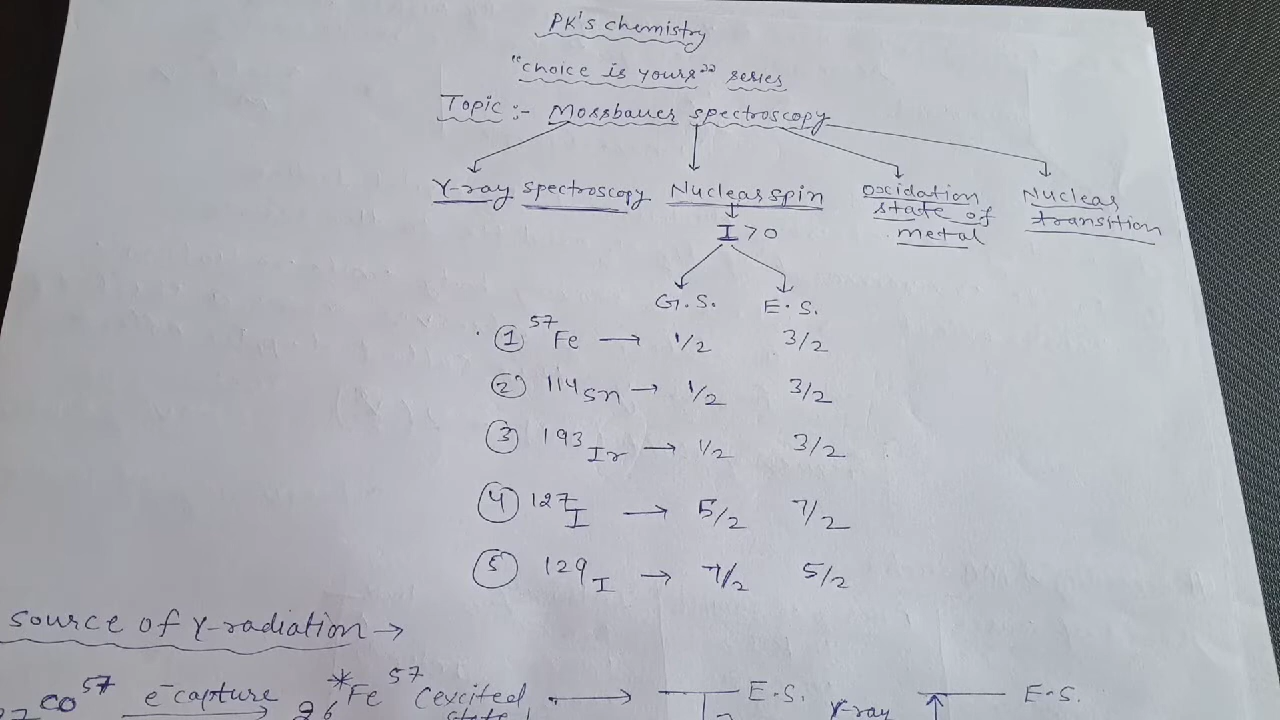 PK's chemistry
"choice is yours" series
Topic :- Mossbauer spectroscopy
γ-ray spectroscopy Nuclear spin oxidation state of metal Nuclear transition
I > 0
G.S. E.S.
① 57Fe → 1/2 3/2
② 114Sn → 1/2 3/2
③ 193Ir → 1/2 3/2
④ 127I → 5/2 7/2
⑤ 129I → 7/2 5/2
source of γ-radiation →
27Co57 e⁻capture → 26*Fe57 (excited state) → E.S. γ-ray E.S.